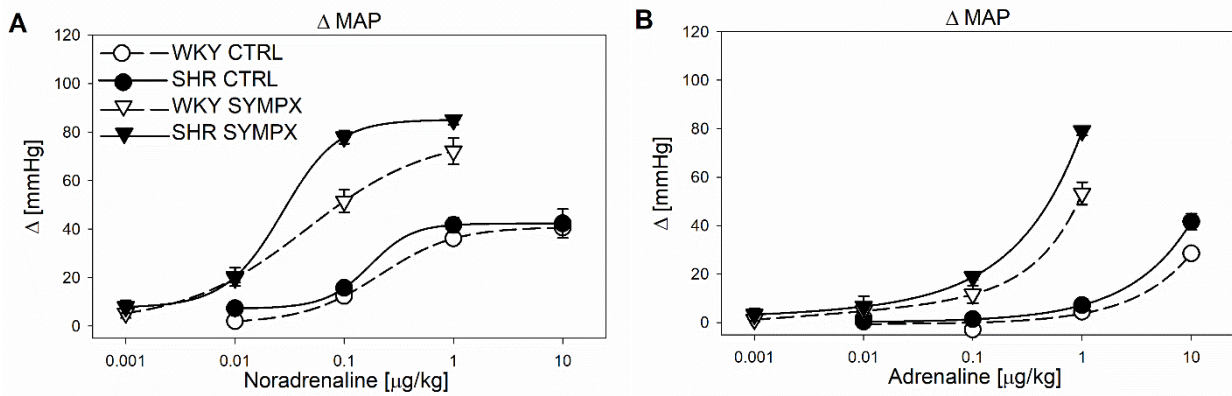 A
Δ MAP
120
100
80
60
40
20
0
Δ [mmHg]
WKY CTRL
SHR CTRL
WKY SYMPX
SHR SYMPX
0.001 0.01 0.1 1 10
Noradrenaline [μg/kg]
B
Δ MAP
120
100
80
60
40
20
0
Δ [mmHg]
0.001 0.01 0.1 1 10
Adrenaline [μg/kg]